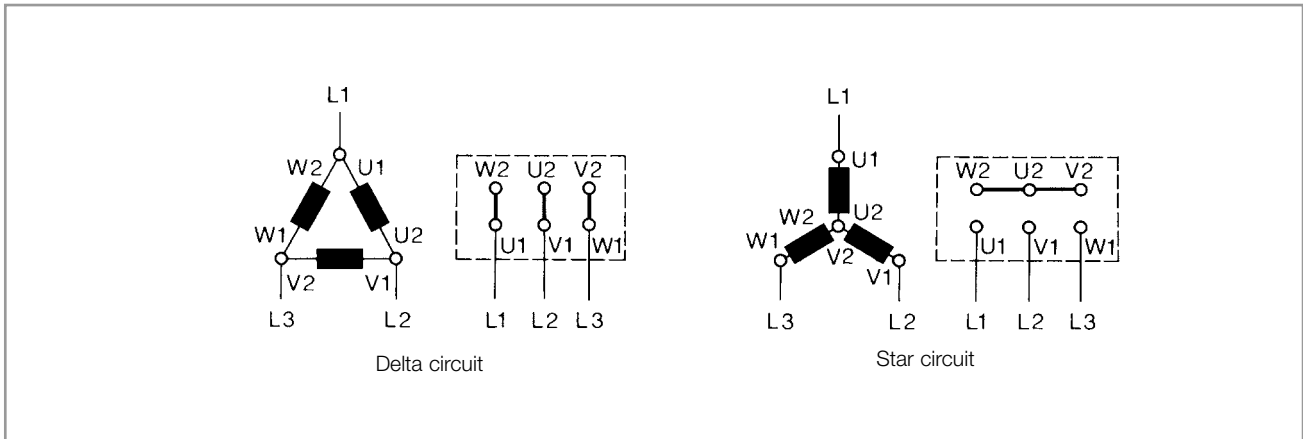 L1
W2 U1
W1 U2
V2 V1
L3 L2
W2 U2 V2
U1 V1 W1
L1 L2 L3
Delta circuit
L1
U1
W2 U2
W1 V2 V1
L3 L2
W2 U2 V2
U1 V1 W1
L1 L2 L3
Star circuit